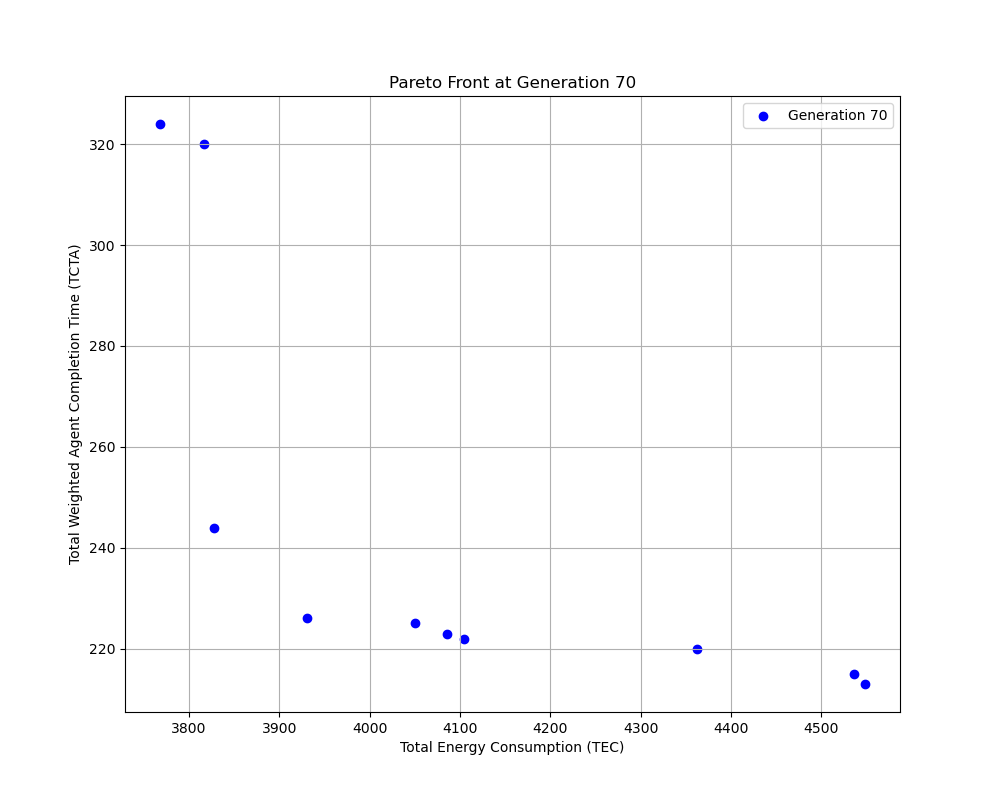 Pareto Front at Generation 70
Generation 70
320
300
280
260
240
220
Total Weighted Agent Completion Time (TCTA)
3800 3900 4000 4100 4200 4300 4400 4500
Total Energy Consumption (TEC)